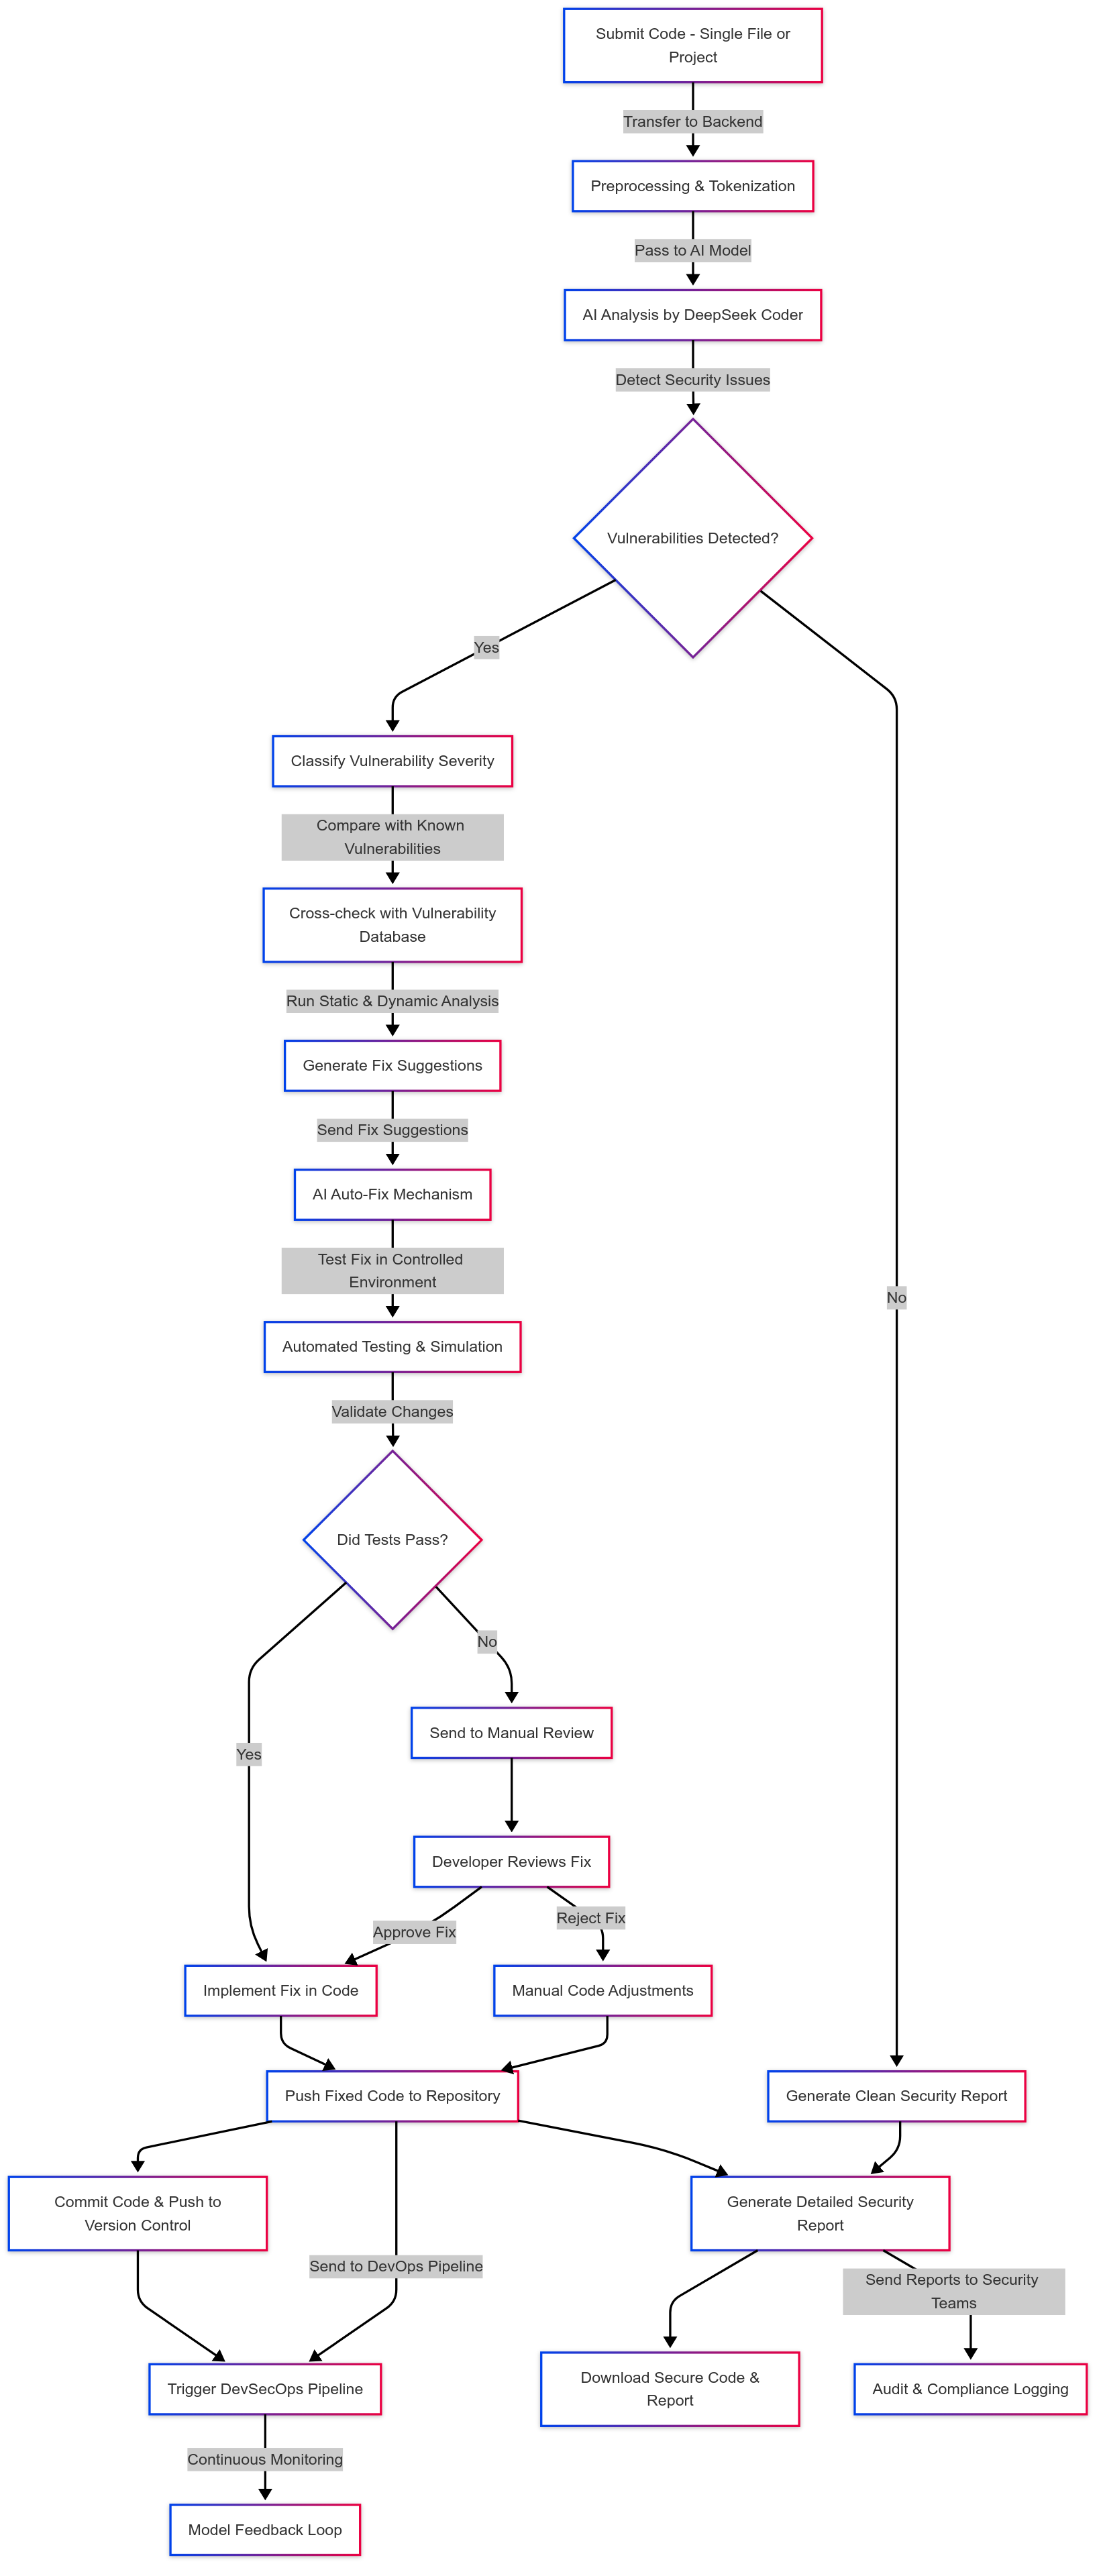 Submit Code - Single File or
Project
Transfer to Backend
Preprocessing & Tokenization
Pass to AI Model
AI Analysis by DeepSeek Coder
Detect Security Issues
Vulnerabilities Detected?
Yes
Classify Vulnerability Severity
Compare with Known
Vulnerabilities
Cross-check with Vulnerability
Database
Run Static & Dynamic Analysis
Generate Fix Suggestions
Send Fix Suggestions
AI Auto-Fix Mechanism
Test Fix in Controlled
Environment
No
Automated Testing & Simulation
Validate Changes
Did Tests Pass?
No
Send to Manual Review
Yes
Developer Reviews Fix
Reject Fix
Approve Fix
Implement Fix in Code
Manual Code Adjustments
Push Fixed Code to Repository
Generate Clean Security Report
Commit Code & Push to
Version Control
Generate Detailed Security
Report
Send to DevOps Pipeline
Send Reports to Security
Teams
Trigger DevSecOps Pipeline
Download Secure Code &
Report
Audit & Compliance Logging
Continuous Monitoring
Model Feedback Loop